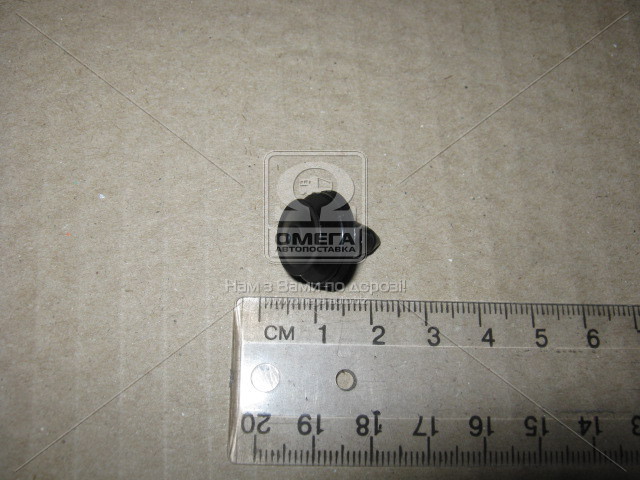 ОМЕГА
АВТОПОСТАВКА
Нам з Вами по дорозі!
СМ 1 2 3 4 5 6
20 19 18 17 16 15 14